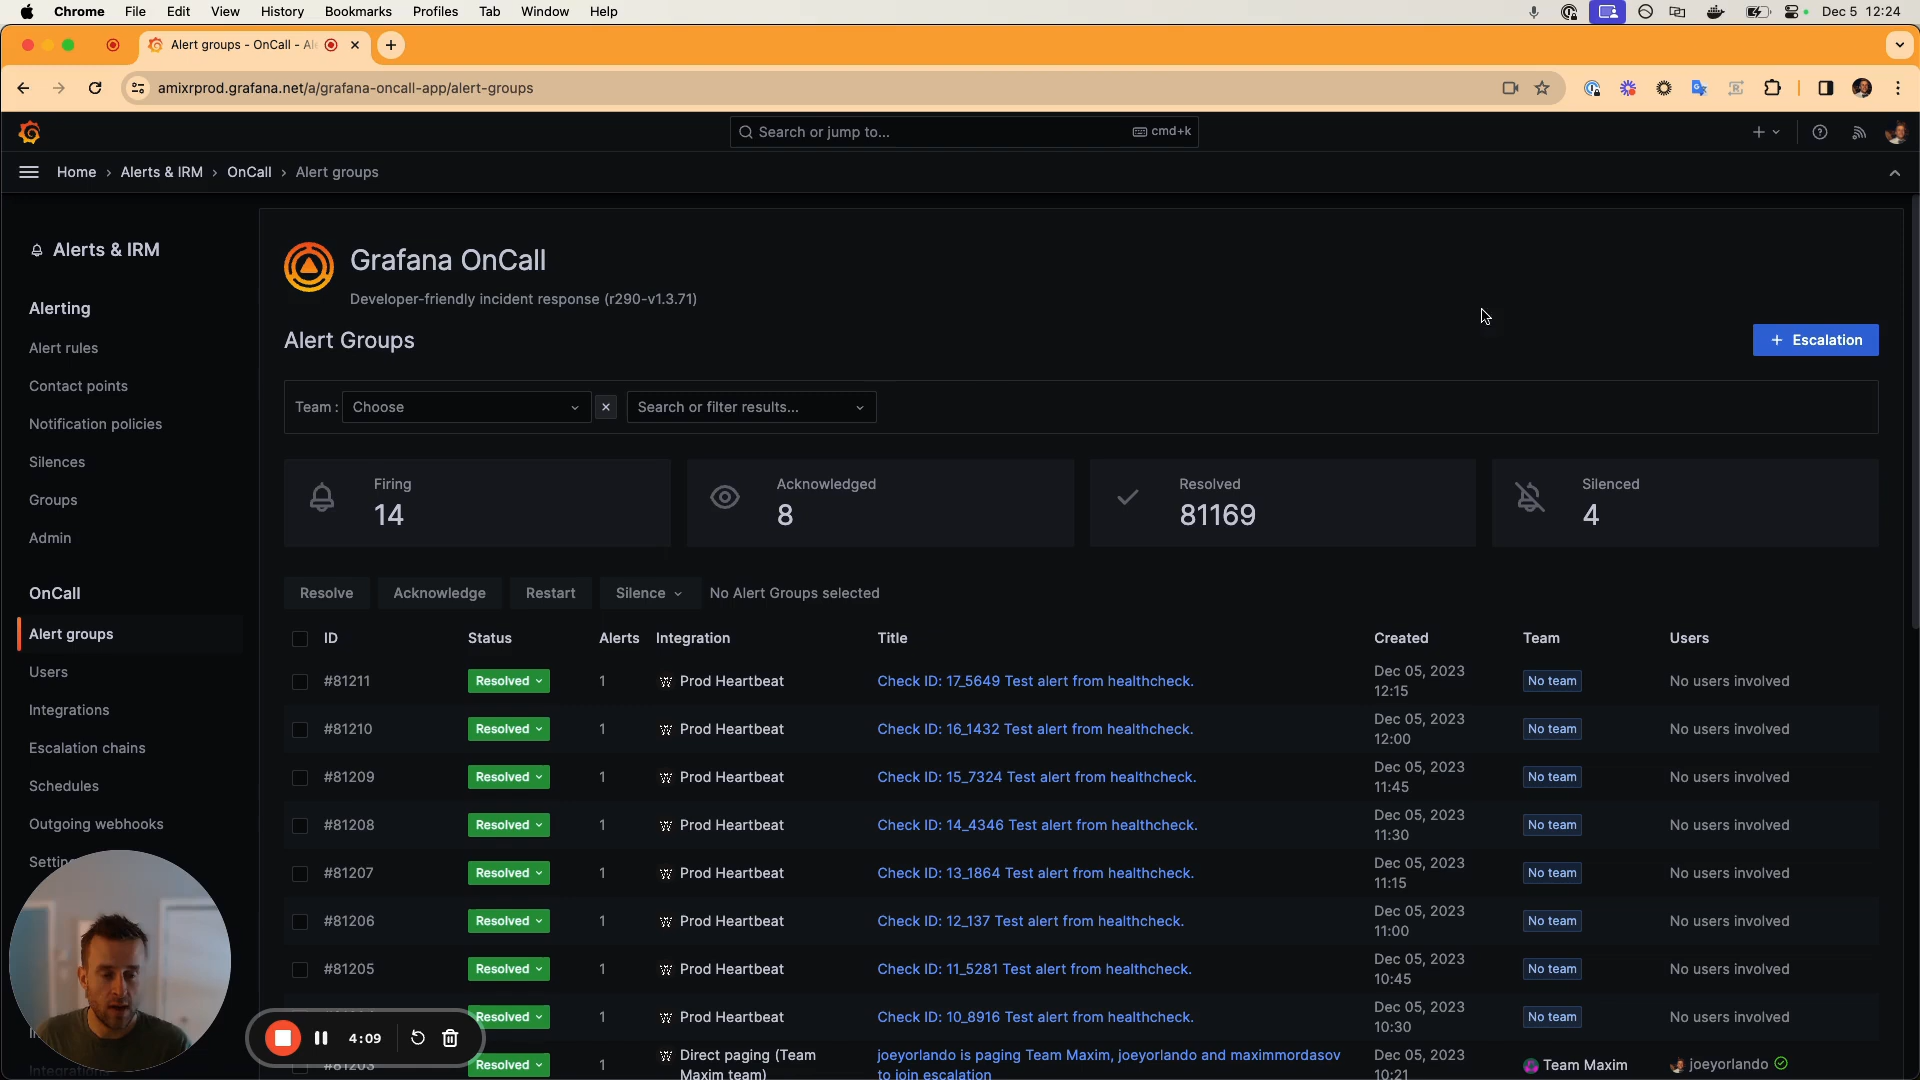 Chrome File Edit View History Bookmarks Profiles Tab Window Help Dec 5 12:24
Alert groups - OnCall - Al
amixrprod.grafana.net/a/grafana-oncall-app/alert-groups
Search or jump to... cmd+k
Home › Alerts & IRM › OnCall › Alert groups
Alerts & IRM
Alerting
Alert rules
Contact points
Notification policies
Silences
Groups
Admin
OnCall
Alert groups
Users
Integrations
Escalation chains
Schedules
Outgoing webhooks
Grafana OnCall
Developer-friendly incident response (r290-v1.3.71)
Alert Groups
+ Escalation
Team : Choose Search or filter results...
Firing 14
Acknowledged 8
Resolved 81169
Silenced 4
Resolve Acknowledge Restart Silence No Alert Groups selected
ID Status Alerts Integration Title Created Team Users
#81211 Resolved 1 Prod Heartbeat Check ID: 17_5649 Test alert from healthcheck. Dec 05, 2023 12:15 No team No users involved
#81210 Resolved 1 Prod Heartbeat Check ID: 16_1432 Test alert from healthcheck. Dec 05, 2023 12:00 No team No users involved
#81209 Resolved 1 Prod Heartbeat Check ID: 15_7324 Test alert from healthcheck. Dec 05, 2023 11:45 No team No users involved
#81208 Resolved 1 Prod Heartbeat Check ID: 14_4346 Test alert from healthcheck. Dec 05, 2023 11:30 No team No users involved
#81207 Resolved 1 Prod Heartbeat Check ID: 13_1864 Test alert from healthcheck. Dec 05, 2023 11:15 No team No users involved
#81206 Resolved 1 Prod Heartbeat Check ID: 12_137 Test alert from healthcheck. Dec 05, 2023 11:00 No team No users involved
#81205 Resolved 1 Prod Heartbeat Check ID: 11_5281 Test alert from healthcheck. Dec 05, 2023 10:45 No team No users involved
Resolved 1 Prod Heartbeat Check ID: 10_8916 Test alert from healthcheck. Dec 05, 2023 10:30 No team No users involved
#81203 Resolved 1 Direct paging (Team Maxim team) joeyorlando is paging Team Maxim, joeyorlando and maximmordasov to join escalation Dec 05, 2023 10:21 Team Maxim joeyorlando
4:09